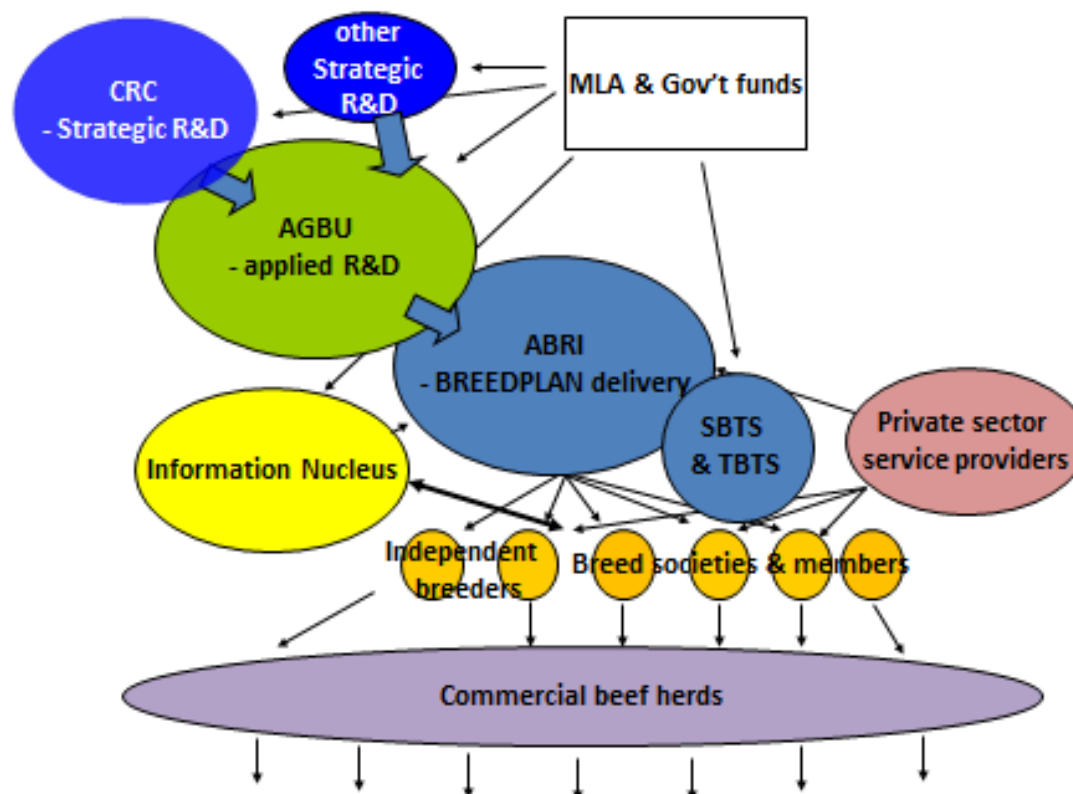 other
Strategic
R&D
CRC
- Strategic R&D
MLA & Gov't funds
AGBU
- applied R&D
ABRI
- BREEDPLAN delivery
SBTS
& TBTS
Private sector
service providers
Information Nucleus
Independent
breeders
Breed societies & members
Commercial beef herds